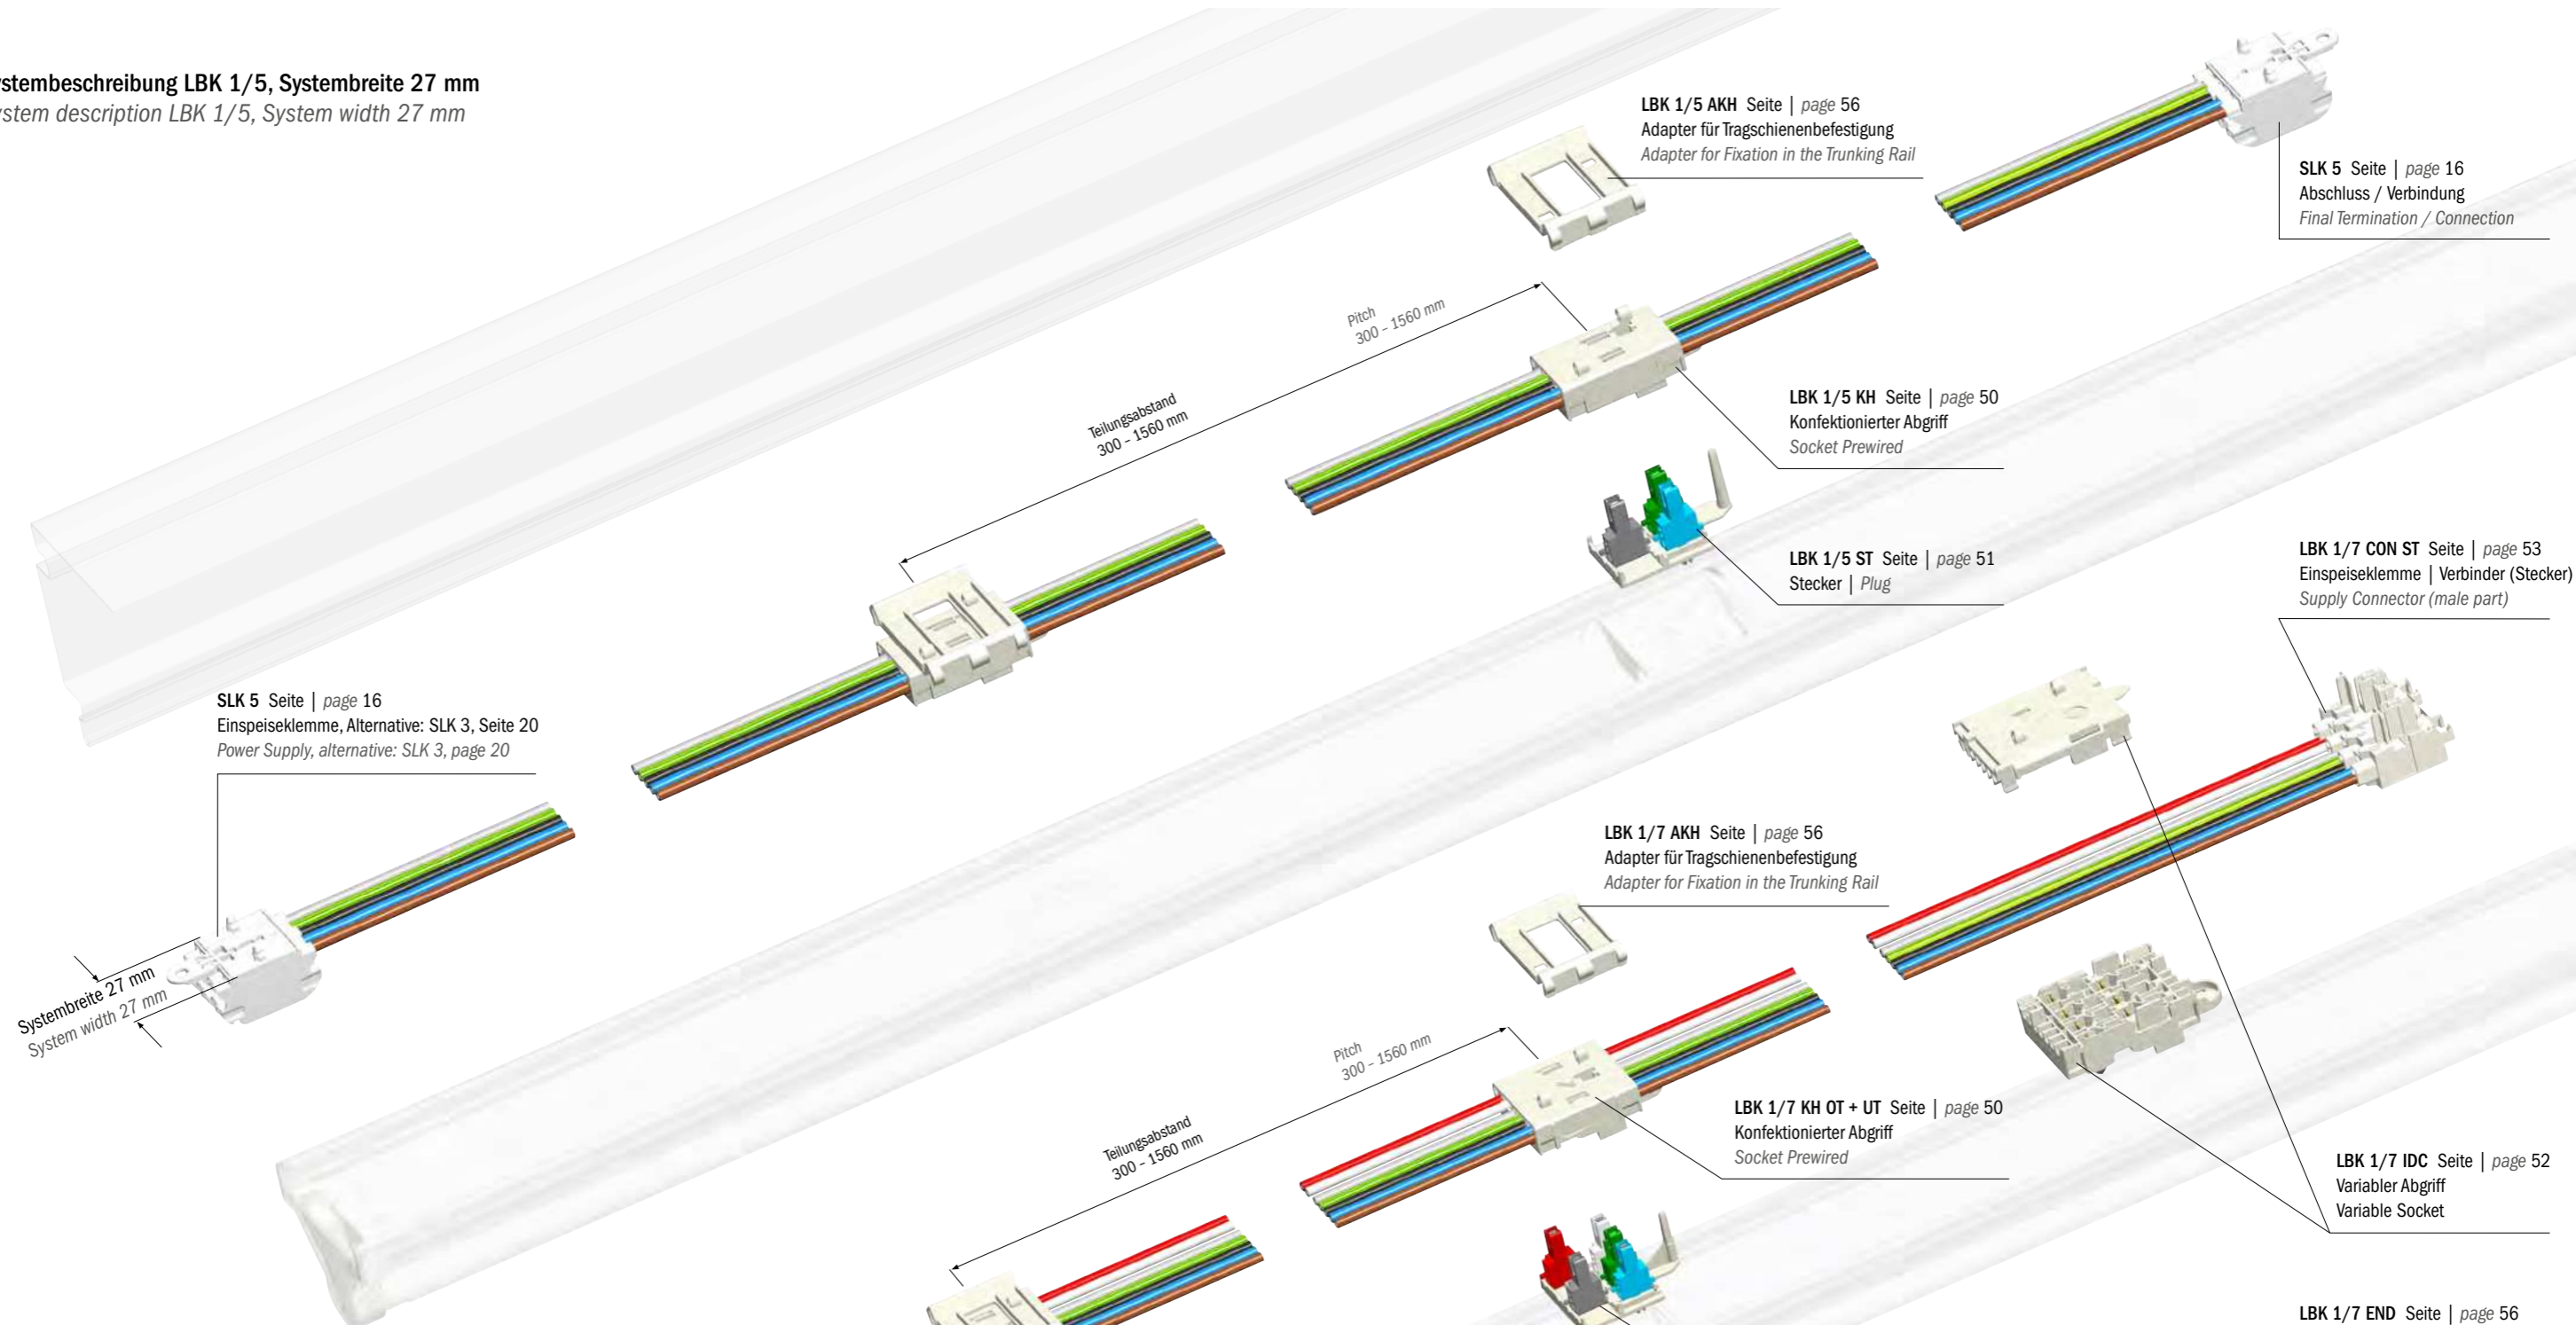 ystembeschreibung LBK 1/5, Systembreite 27 mm
ystem description LBK 1/5, System width 27 mm
LBK 1/5 AKH Seite | page 56
Adapter für Tragschienenbefestigung
Adapter for Fixation in the Trunking Rail
SLK 5 Seite | page 16
Abschluss / Verbindung
Final Termination / Connection
Pitch
300 - 1560 mm
Teilungsabstand
300 - 1560 mm
LBK 1/5 KH Seite | page 50
Konfektionierter Abgriff
Socket Prewired
LBK 1/5 ST Seite | page 51
Stecker | Plug
LBK 1/7 CON ST Seite | page 53
Einspeiseklemme | Verbinder (Stecker)
Supply Connector (male part)
SLK 5 Seite | page 16
Einspeiseklemme, Alternative: SLK 3, Seite 20
Power Supply, alternative: SLK 3, page 20
Systembreite 27 mm
System width 27 mm
LBK 1/7 AKH Seite | page 56
Adapter für Tragschienenbefestigung
Adapter for Fixation in the Trunking Rail
Pitch
300 - 1560 mm
Teilungsabstand
300 - 1560 mm
LBK 1/7 KH OT + UT Seite | page 50
Konfektionierter Abgriff
Socket Prewired
LBK 1/7 IDC Seite | page 52
Variabler Abgriff
Variable Socket
LBK 1/7 END Seite | page 56